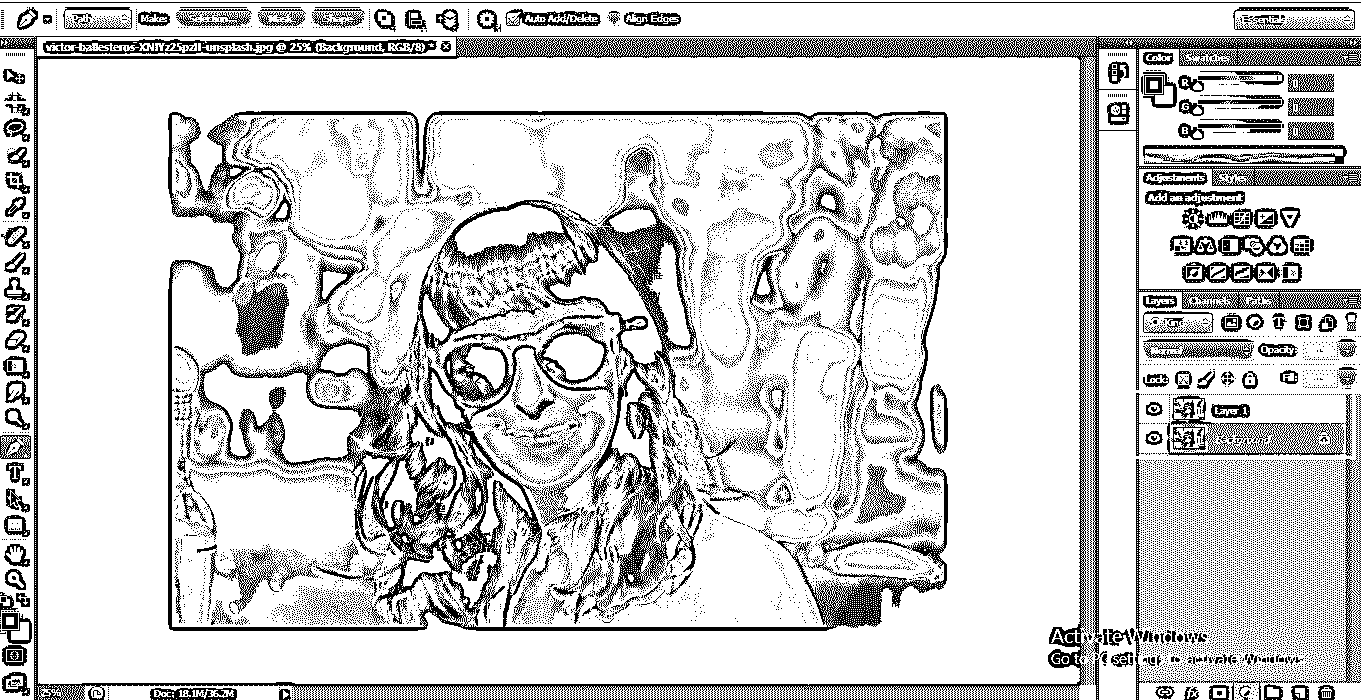 Path Make: Selection... Mask Shape Auto Add/Delete Align Edges Essentials
victor-ballesteros-XNIYz25pzII-unsplash.jpg @ 25% (Background, RGB/8) *
Color Swatches
R
G
B
Adjustments Styles
Add an adjustment
Layers Channels Paths
Normal Opacity:
Lock: Fill:
Layer 1
Background
Activate Windows
Go to PC settings to activate Windows.
25% Doc: 18.1M/36.2M